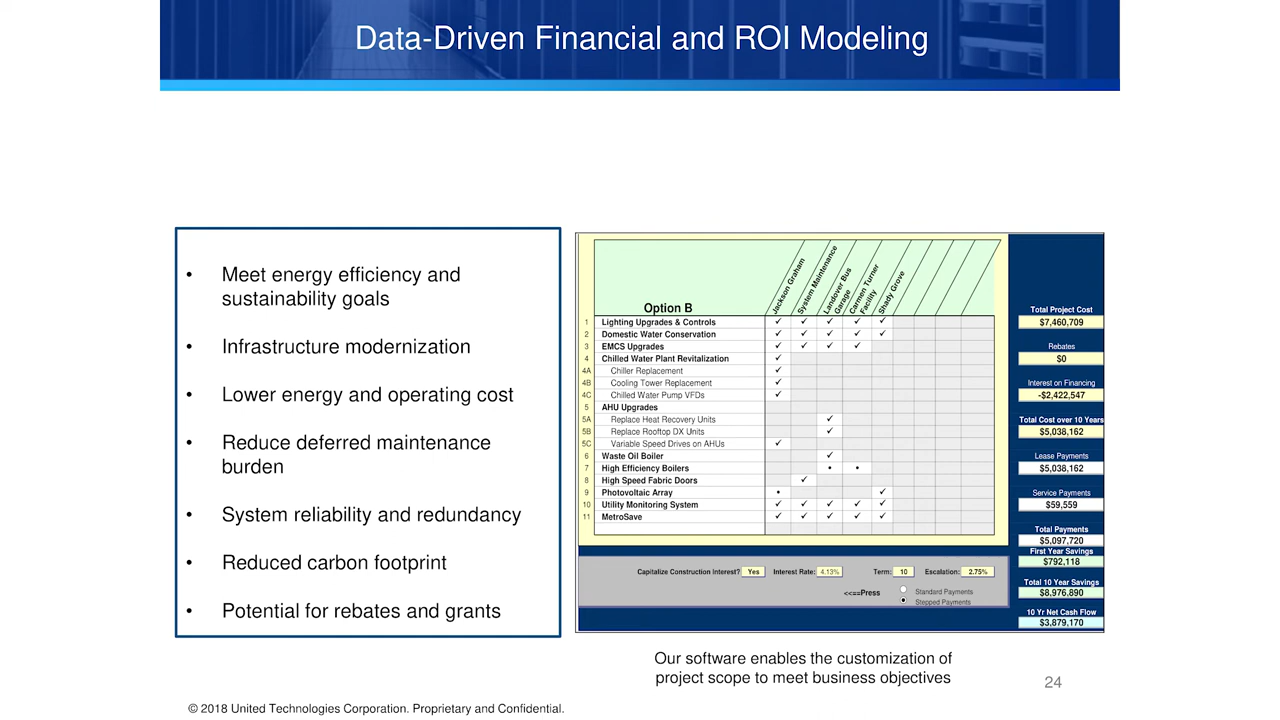 Data-Driven Financial and ROI Modeling
• Meet energy efficiency and
sustainability goals
• Infrastructure modernization
• Lower energy and operating cost
• Reduce deferred maintenance
burden
• System reliability and redundancy
• Reduced carbon footprint
• Potential for rebates and grants
Option B
Jackson Graham
System Maintenance
Landover Bus
Garage
Carmen Turner
Facility
Shady Grove
1 Lighting Upgrades & Controls ✓ ✓ ✓ ✓ ✓
2 Domestic Water Conservation ✓ ✓ ✓ ✓ ✓
3 EMCS Upgrades ✓ ✓ ✓ ✓
4 Chilled Water Plant Revitalization ✓
4A Chiller Replacement ✓
4B Cooling Tower Replacement ✓
4C Chilled Water Pump VFDs ✓
5 AHU Upgrades
5A Replace Heat Recovery Units ✓
5B Replace Rooftop DX Units ✓
5C Variable Speed Drives on AHUs ✓
6 Waste Oil Boiler ✓
7 High Efficiency Boilers • •
8 High Speed Fabric Doors ✓
9 Photovoltaic Array • ✓
10 Utility Monitoring System ✓ ✓ ✓ ✓ ✓
11 MetroSave ✓ ✓ ✓ ✓ ✓
Capitalize Construction Interest? Yes Interest Rate: 4.13% Term: 10 Escalation: 2.75%
<<==Press Standard Payments
Stepped Payments
Total Project Cost
$7,460,709
Rebates
$0
Interest on Financing
-$2,422,547
Total Cost over 10 Years
$5,038,162
Lease Payments
$5,038,162
Service Payments
$59,559
Total Payments
$5,097,720
First Year Savings
$792,118
Total 10 Year Savings
$8,976,890
10 Yr Net Cash Flow
$3,879,170
Our software enables the customization of
project scope to meet business objectives
24
© 2018 United Technologies Corporation. Proprietary and Confidential.